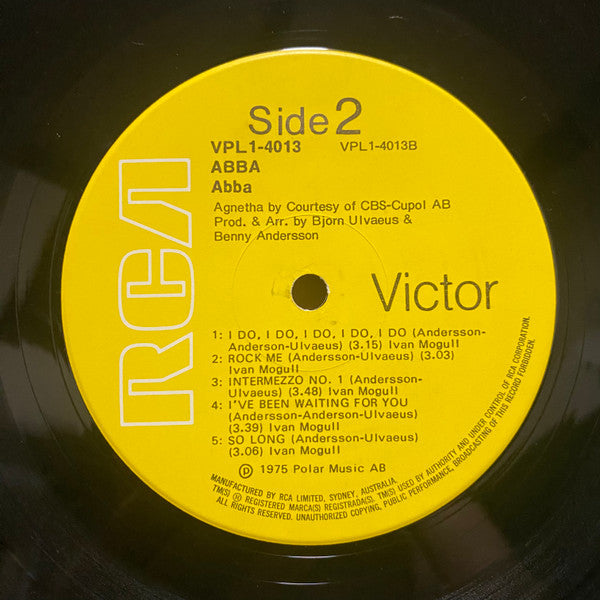 Side 2
VPL1-4013 VPL1-4013B
ABBA
Abba
Agnetha by Courtesy of CBS-Cupol AB
Prod. & Arr. by Bjorn Ulvaeus &
Benny Andersson
RCA
Victor
1: I DO, I DO, I DO, I DO, I DO (Andersson-
Anderson-Ulvaeus) (3.15) Ivan Mogull
2: ROCK ME (Andersson-Ulvaeus) (3.03)
Ivan Mogull
3: INTERMEZZO NO. 1 (Andersson-
Ulvaeus) (3.48) Ivan Mogull
4: I'VE BEEN WAITING FOR YOU
(Andersson-Anderson-Ulvaeus)
(3.39) Ivan Mogull
5: SO LONG (Andersson-Ulvaeus)
(3.06) Ivan Mogull
Ⓟ 1975 Polar Music AB
MANUFACTURED BY RCA LIMITED, SYDNEY, AUSTRALIA.
TM(S) ® REGISTERED MARCA(S) REGISTRADA(S). TM(S) USED BY AUTHORITY AND UNDER CONTROL OF RCA CORPORATION.
ALL RIGHTS RESERVED. UNAUTHORIZED COPYING, PUBLIC PERFORMANCE, BROADCASTING OF THIS RECORD FORBIDDEN.